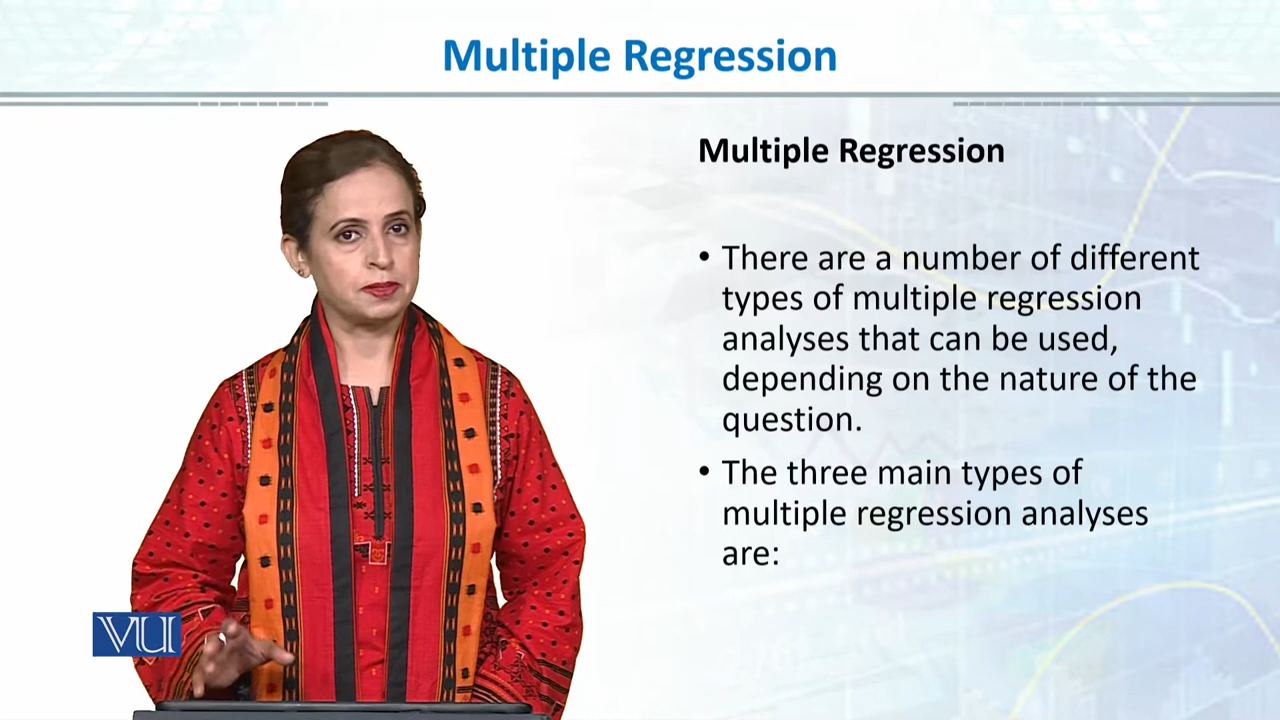 Multiple Regression
Multiple Regression
• There are a number of different
types of multiple regression
analyses that can be used,
depending on the nature of the
question.
• The three main types of
multiple regression analyses
are:
VU